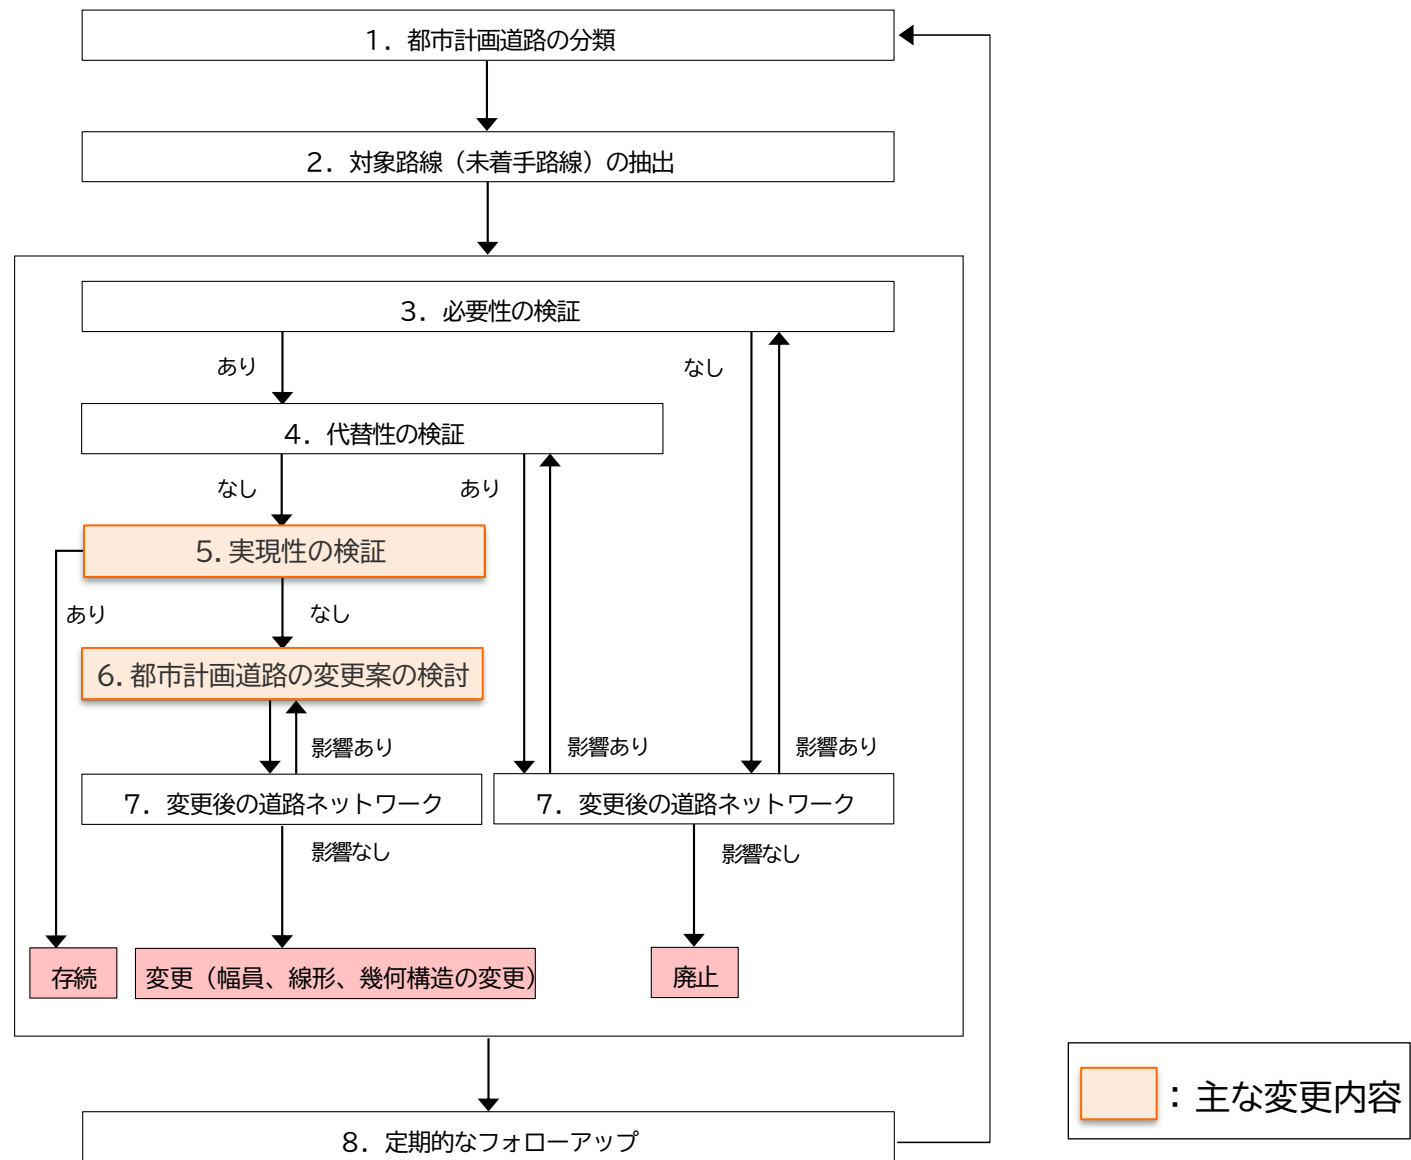 １．都市計画道路の分類
２．対象路線（未着手路線）の抽出
３．必要性の検証
あり
なし
４．代替性の検証
なし
あり
５．実現性の検証
あり
なし
６．都市計画道路の変更案の検討
影響あり
影響あり
影響あり
７．変更後の道路ネットワーク
７．変更後の道路ネットワーク
影響なし
影響なし
存続
変更（幅員、線形、幾何構造の変更）
廃止
８．定期的なフォローアップ
：主な変更内容